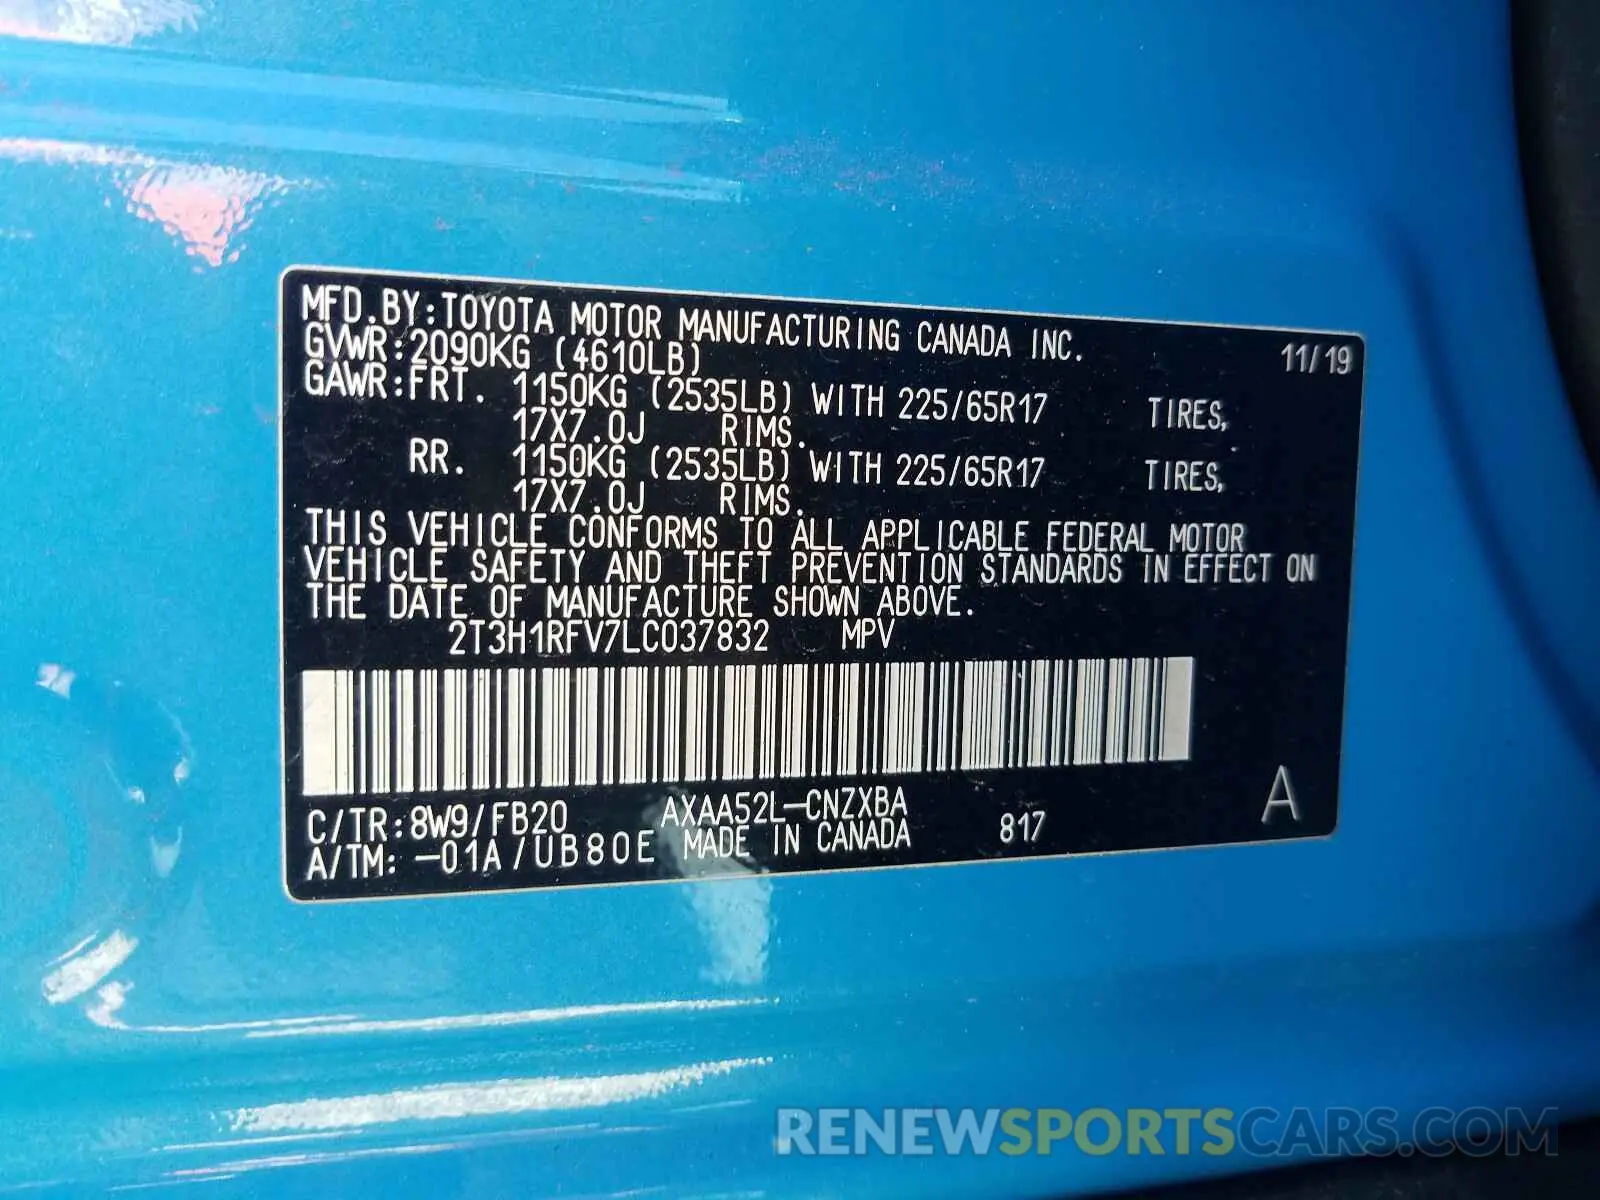 MFD.BY:TOYOTA MOTOR MANUFACTURING CANADA INC. 11/19
GVWR:2090KG (4610LB)
GAWR:FRT. 1150KG (2535LB) WITH 225/65R17 TIRES,
17X7.0J RIMS.
RR. 1150KG (2535LB) WITH 225/65R17 TIRES,
17X7.0J RIMS.
THIS VEHICLE CONFORMS TO ALL APPLICABLE FEDERAL MOTOR
VEHICLE SAFETY AND THEFT PREVENTION STANDARDS IN EFFECT ON
THE DATE OF MANUFACTURE SHOWN ABOVE.
2T3H1RFV7LC037832 MPV
C/TR:8W9/FB20 AXAA52L-CNZXBA
A/TM: -01A/UB80E MADE IN CANADA 817 A
RENEWSPORTSCARS.COM